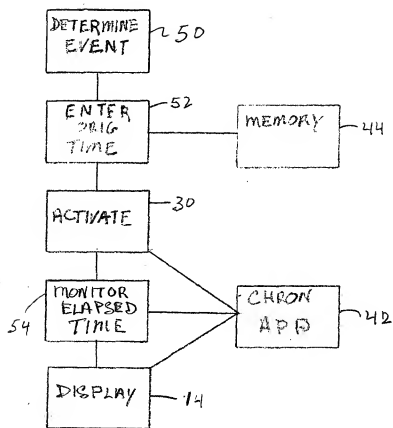 DETERMINE
EVENT
50
ENTER
ORIG
TIME
52
MEMORY
44
ACTIVATE
30
MONITOR
ELAPSED
TIME
54
CHRON
APP
42
DISPLAY
14